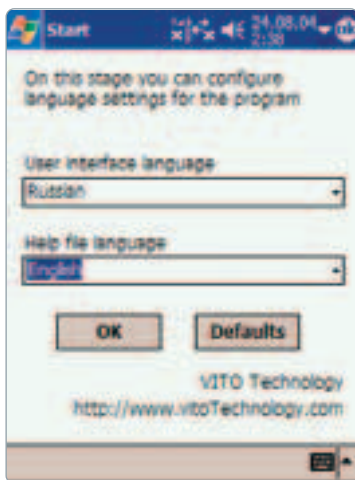 Start
24.08.04
2:38
ok
On this stage you can configure
language settings for the program
User interface language
Russian
Help file language
English
OK
Defaults
VITO Technology
http://www.vitoTechnology.com